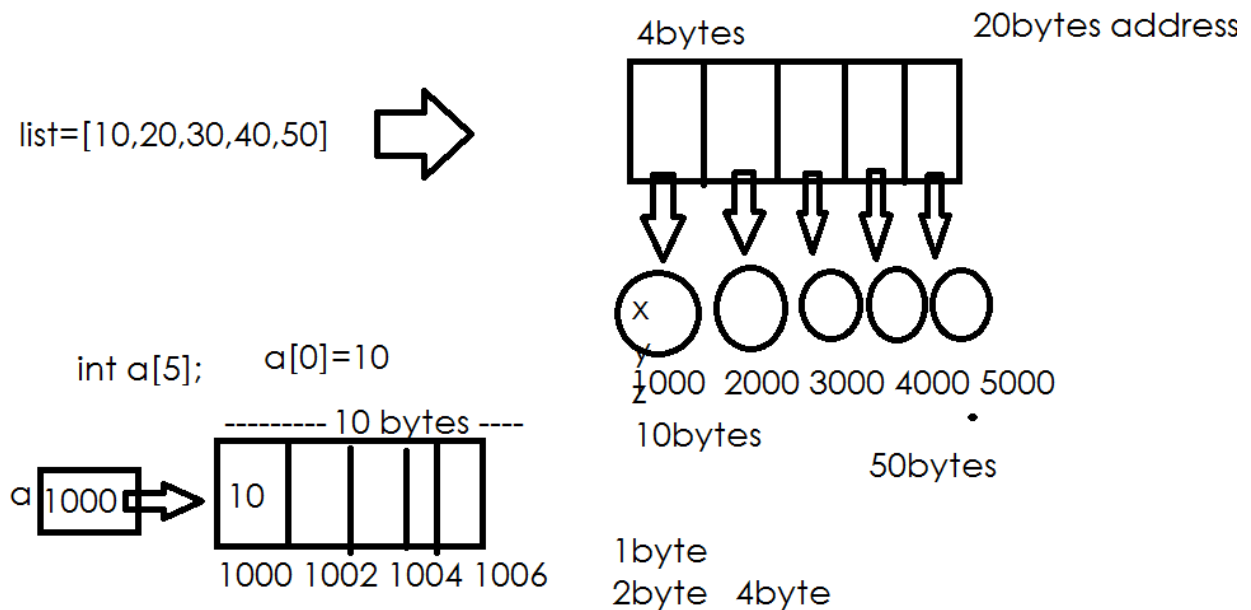 4bytes
20bytes address
list=[10,20,30,40,50]
x
y
z
1000 2000 3000 4000 5000
10bytes
50bytes
int a[5];
a[0]=10
--------- 10 bytes ----
a
1000
10
1000 1002 1004 1006
1byte
2byte 4byte